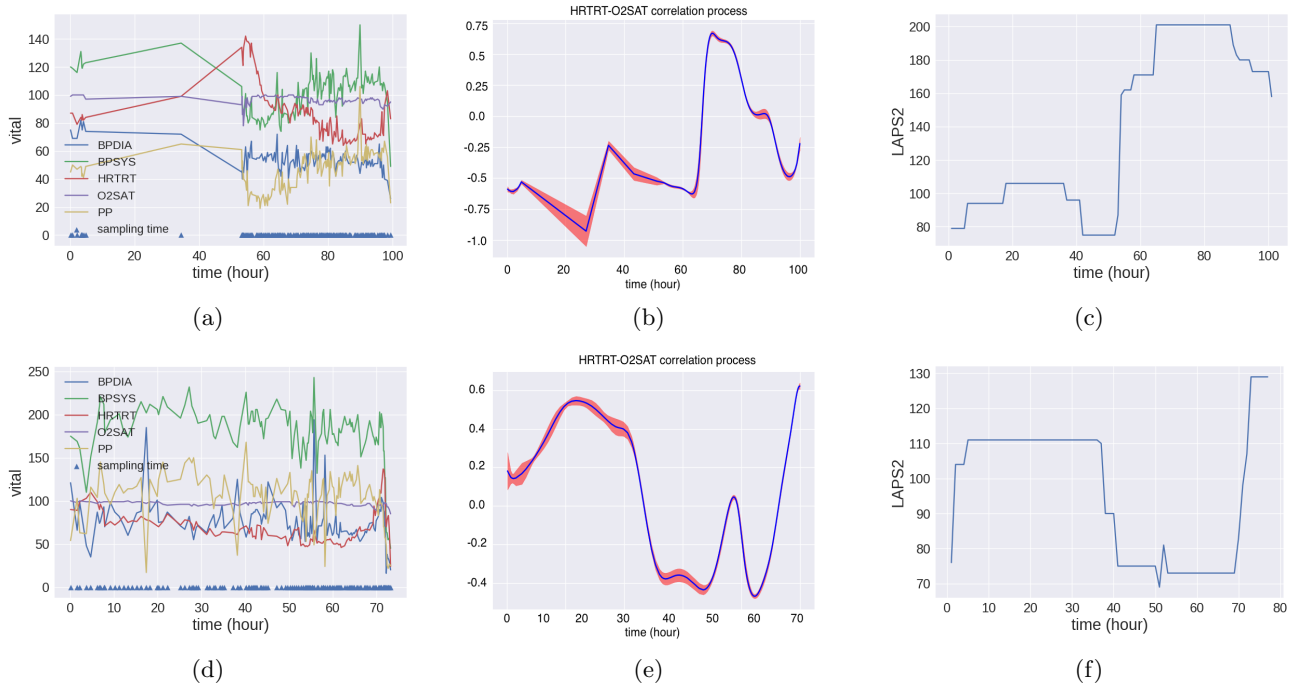 140
120
100
80
60
40
20
0
vital
BPDIA
BPSYS
HRTRT
O2SAT
PP
sampling time
0 20 40 60 80 100
time (hour)
(a)
HRTRT-O2SAT correlation process
0.75
0.5
0.25
0.0
-0.25
-0.5
-0.75
-1.0
0 20 40 60 80 100
time (hour)
(b)
200
180
160
140
120
100
80
LAPS2
0 20 40 60 80 100
time (hour)
(c)
250
200
150
100
50
0
vital
BPDIA
BPSYS
HRTRT
O2SAT
PP
sampling time
0 10 20 30 40 50 60 70
time (hour)
(d)
HRTRT-O2SAT correlation process
0.6
0.4
0.2
0.0
-0.2
-0.4
0 10 20 30 40 50 60 70
time (hour)
(e)
130
120
110
100
90
80
70
LAPS2
0 10 20 30 40 50 60 70 80
time (hour)
(f)